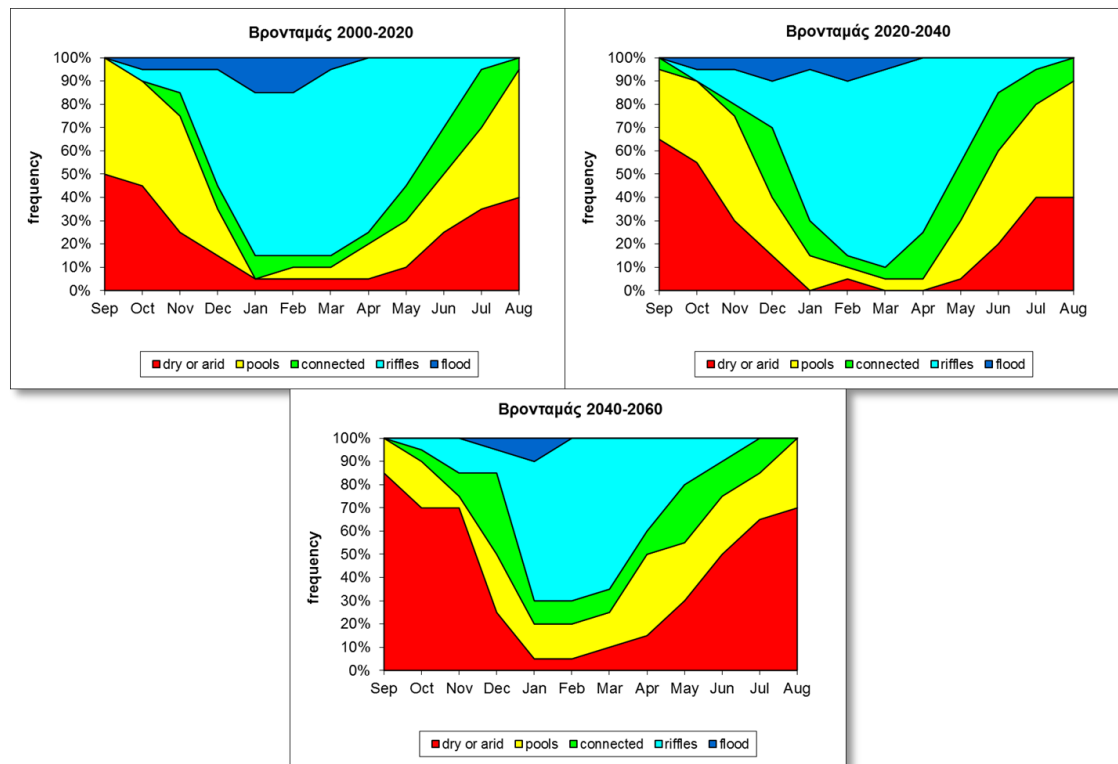 Βρονταμάς 2000-2020
frequency
100%
90%
80%
70%
60%
50%
40%
30%
20%
10%
0%
Sep Oct Nov Dec Jan Feb Mar Apr May Jun Jul Aug
dry or arid pools connected riffles flood
Βρονταμάς 2020-2040
frequency
100%
90%
80%
70%
60%
50%
40%
30%
20%
10%
0%
Sep Oct Nov Dec Jan Feb Mar Apr May Jun Jul Aug
dry or arid pools connected riffles flood
Βρονταμάς 2040-2060
frequency
100%
90%
80%
70%
60%
50%
40%
30%
20%
10%
0%
Sep Oct Nov Dec Jan Feb Mar Apr May Jun Jul Aug
dry or arid pools connected riffles flood